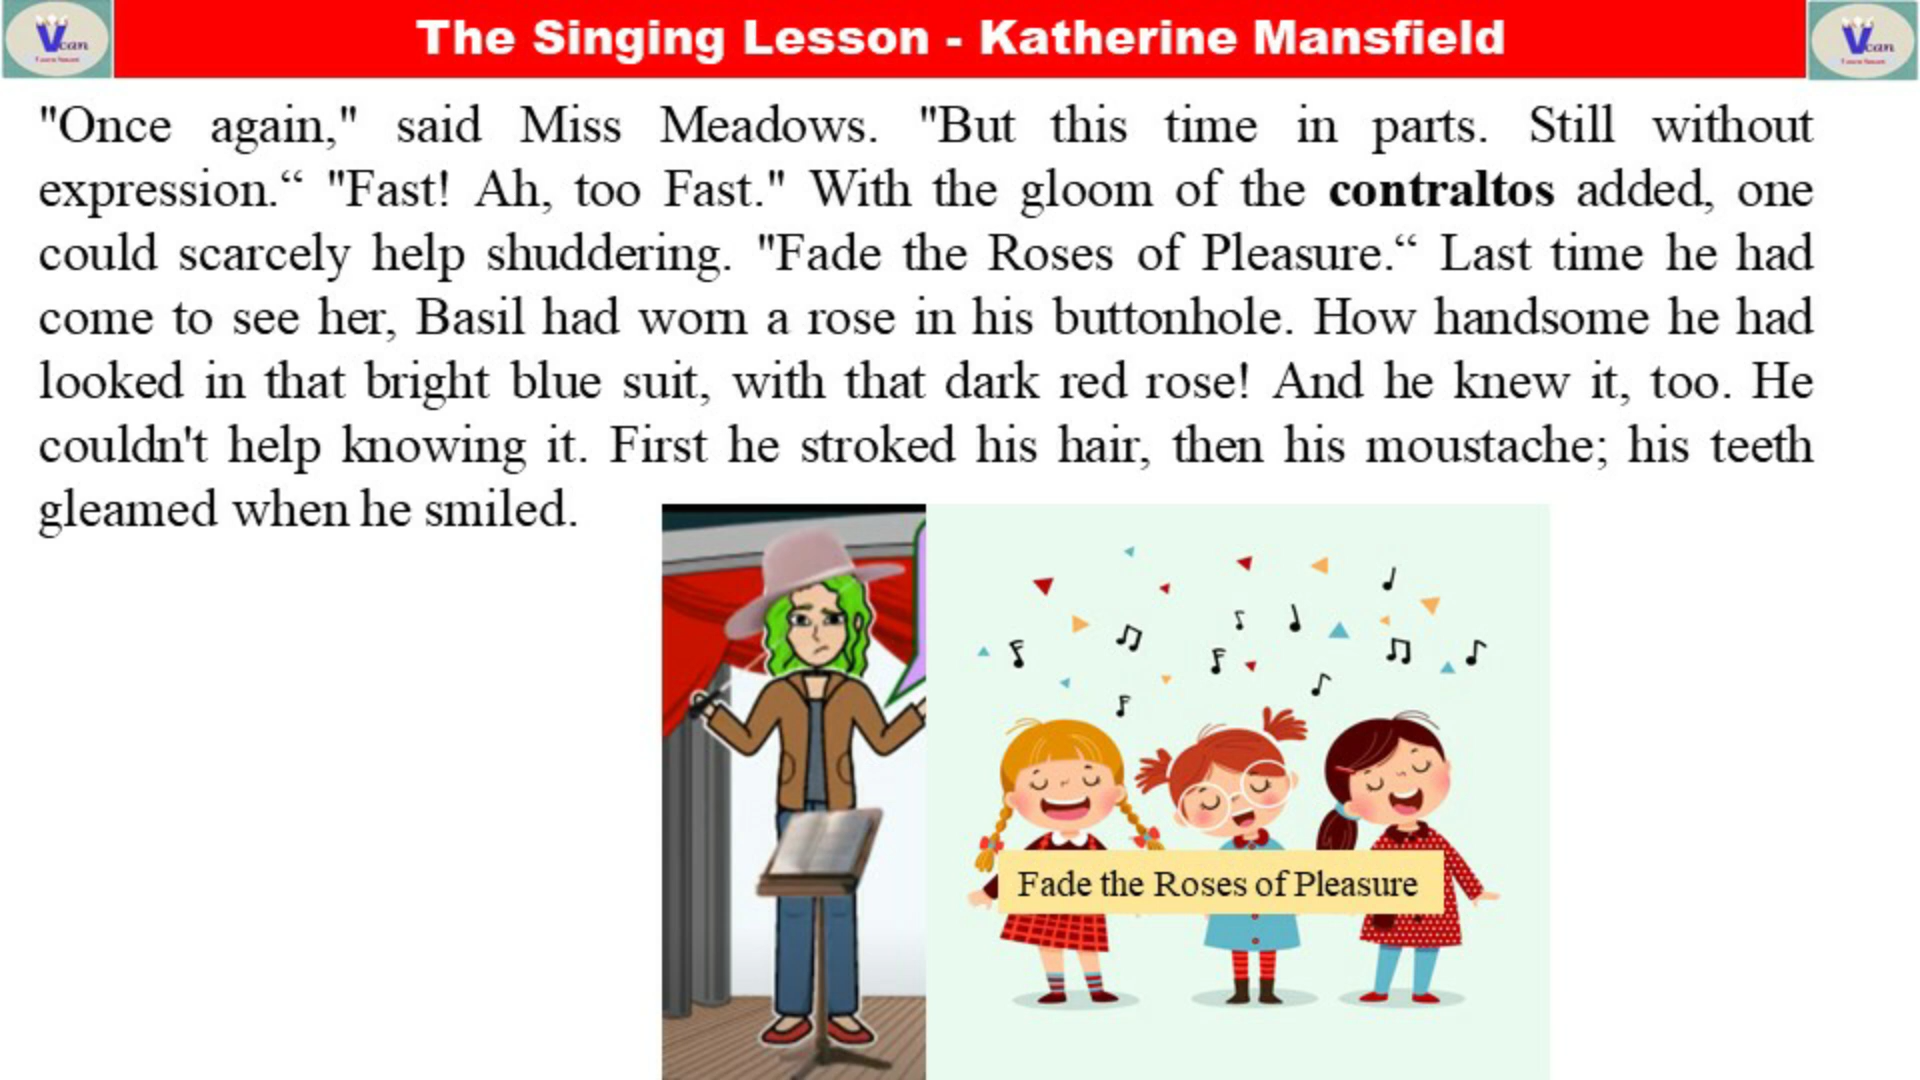 The Singing Lesson - Katherine Mansfield
Vcan
Vcan
"Once again," said Miss Meadows. "But this time in parts. Still without
expression.“ "Fast! Ah, too Fast." With the gloom of the contraltos added, one
could scarcely help shuddering. "Fade the Roses of Pleasure.“ Last time he had
come to see her, Basil had worn a rose in his buttonhole. How handsome he had
looked in that bright blue suit, with that dark red rose! And he knew it, too. He
couldn't help knowing it. First he stroked his hair, then his moustache; his teeth
gleamed when he smiled.
Fade the Roses of Pleasure